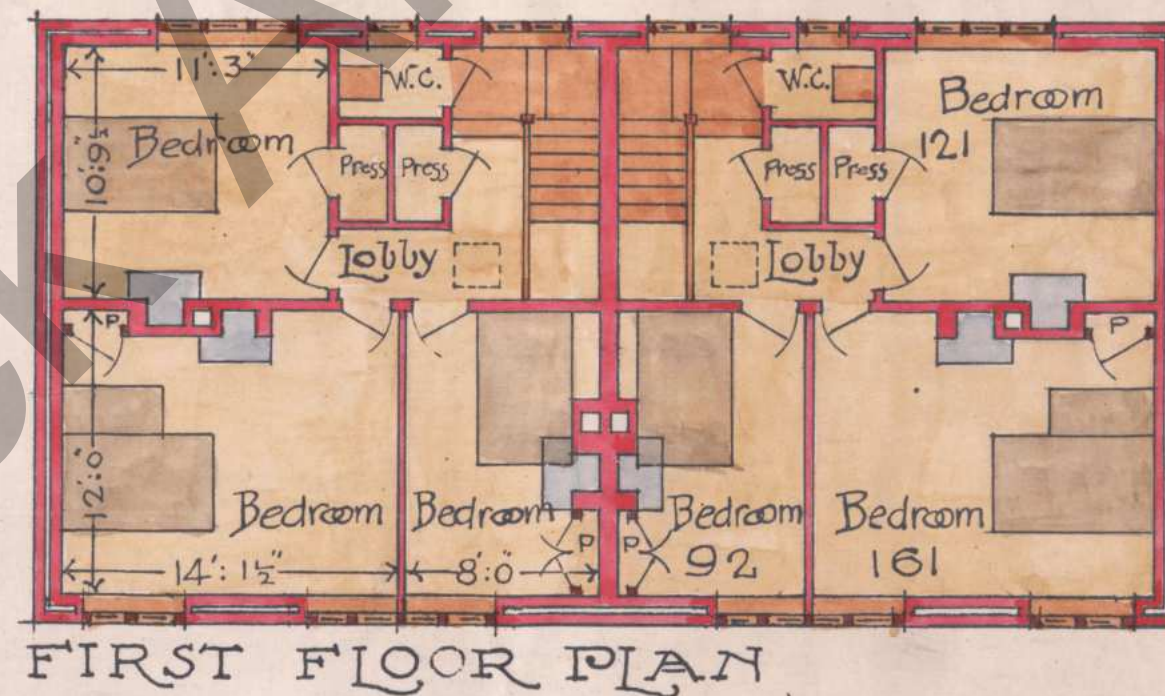 11': 3"
W.C.
W.C.
Bedroom
121
Bedroom
10': 9½"
Press
Press
Press
Press
Lobby
Lobby
P
P
12': 0"
Bedroom
Bedroom
Bedroom
92
Bedroom
161
P
P
14': 1½"
8': 0"
FIRST FLOOR PLAN